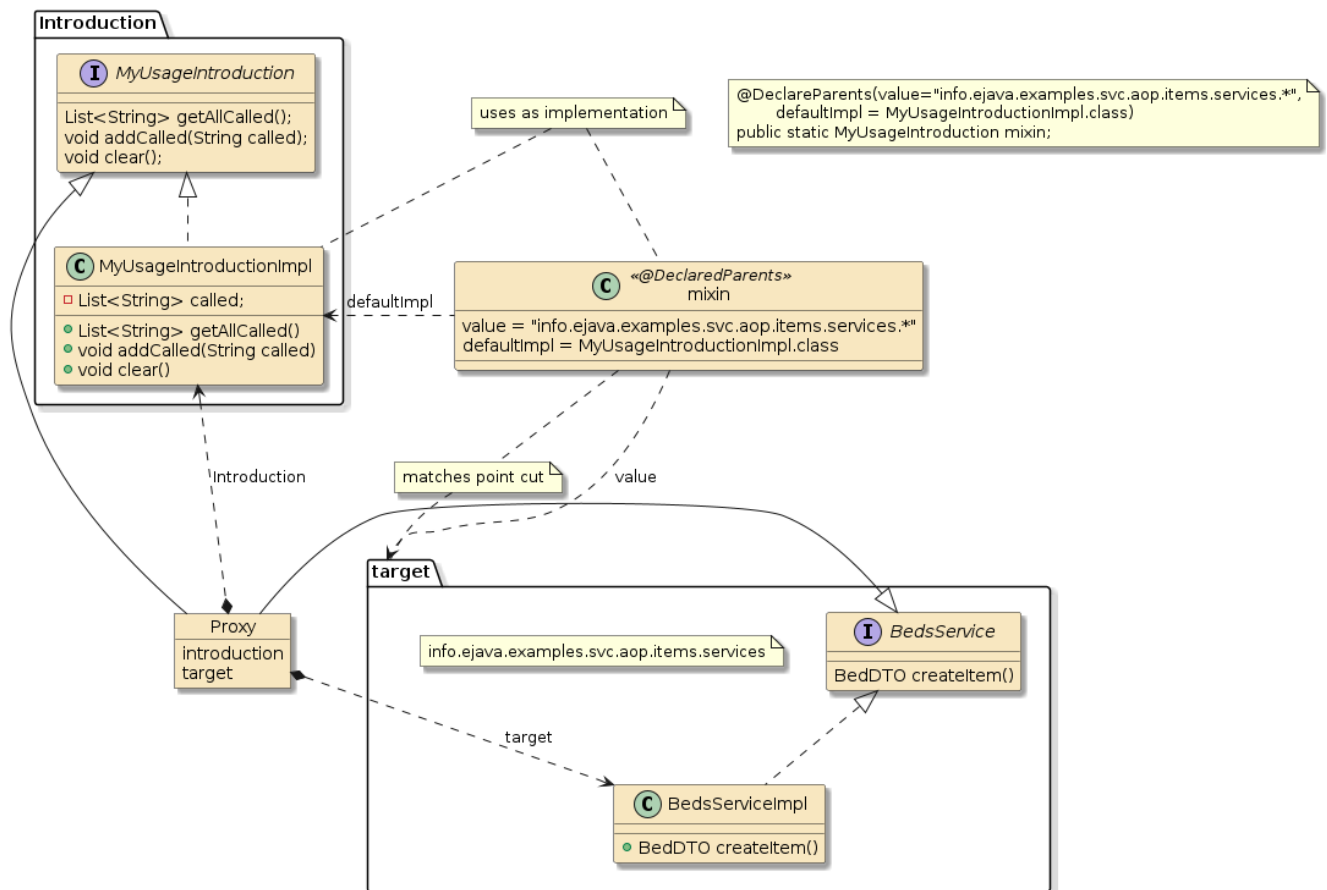 Introduction
I MyUsageIntroduction
List<String> getAllCalled();
void addCalled(String called);
void clear();
uses as implementation
@DeclareParents(value="info.ejava.examples.svc.aop.items.services.*",
defaultImpl = MyUsageIntroductionImpl.class)
public static MyUsageIntroduction mixin;
C MyUsageIntroductionImpl
List<String> called;
List<String> getAllCalled()
void addCalled(String called)
void clear()
defaultImpl
C «@DeclaredParents»
mixin
value = "info.ejava.examples.svc.aop.items.services.*"
defaultImpl = MyUsageIntroductionImpl.class
Introduction
matches point cut
value
target
Proxy
introduction
target
info.ejava.examples.svc.aop.items.services
I BedsService
BedDTO createItem()
target
C BedsServiceImpl
BedDTO createItem()